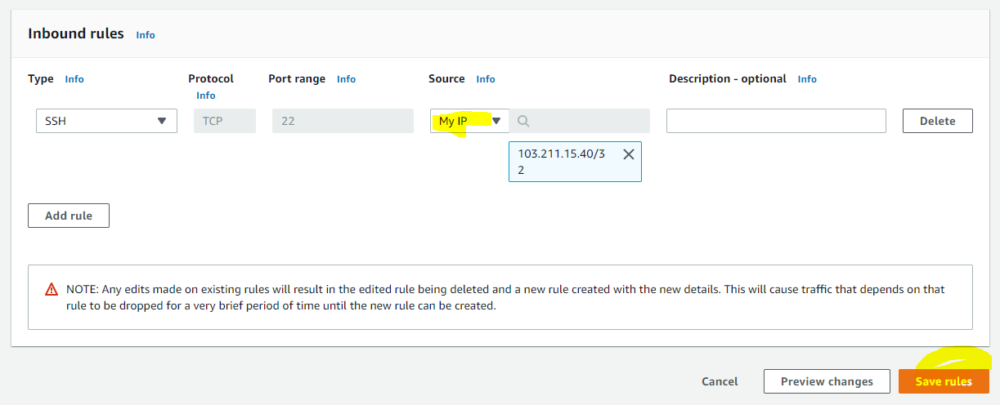 Inbound rules Info
Type Info Protocol Info Port range Info Source Info Description - optional Info
SSH TCP 22 My IP Delete
103.211.15.40/3
2
Add rule
NOTE: Any edits made on existing rules will result in the edited rule being deleted and a new rule created with the new details. This will cause traffic that depends on that
rule to be dropped for a very brief period of time until the new rule can be created.
Cancel Preview changes Save rules